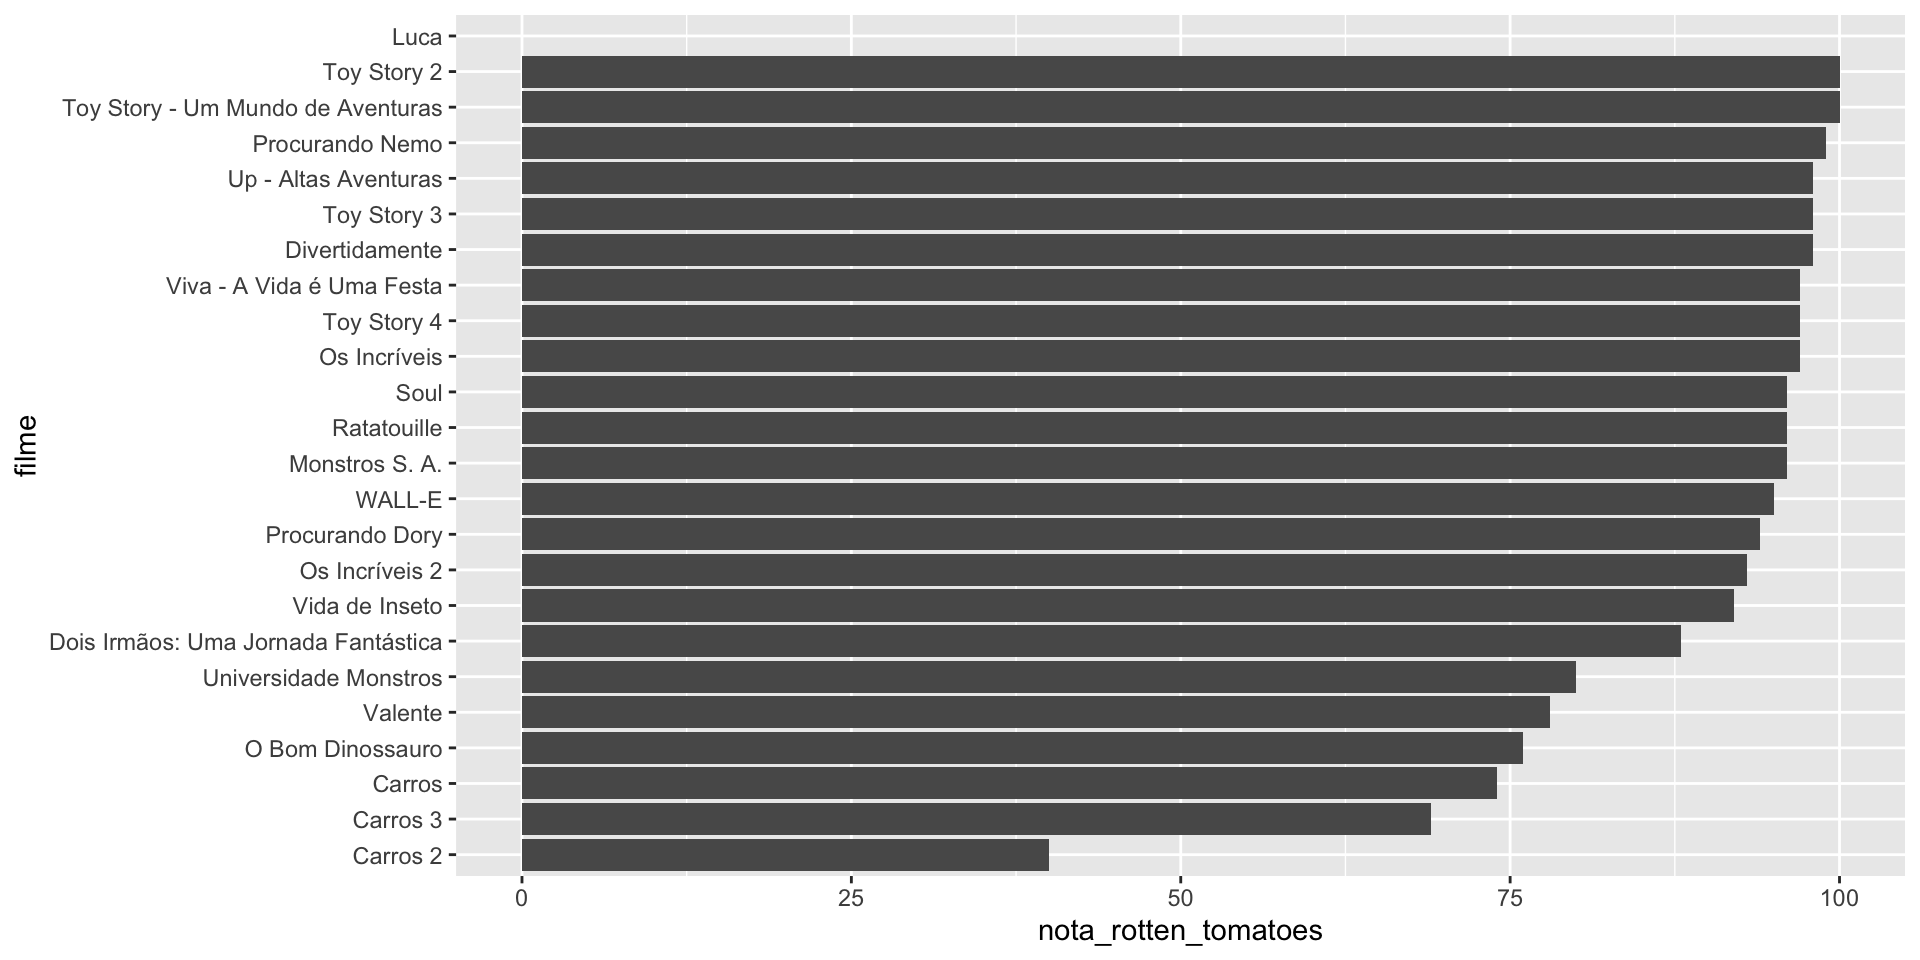 Luca
Toy Story 2
Toy Story - Um Mundo de Aventuras
Procurando Nemo
Up - Altas Aventuras
Toy Story 3
Divertidamente
Viva - A Vida é Uma Festa
Toy Story 4
Os Incríveis
Soul
Ratatouille
Monstros S. A.
WALL-E
Procurando Dory
Os Incríveis 2
Vida de Inseto
Dois Irmãos: Uma Jornada Fantástica
Universidade Monstros
Valente
O Bom Dinossauro
Carros
Carros 3
Carros 2
filme
0 25 50 75 100
nota_rotten_tomatoes